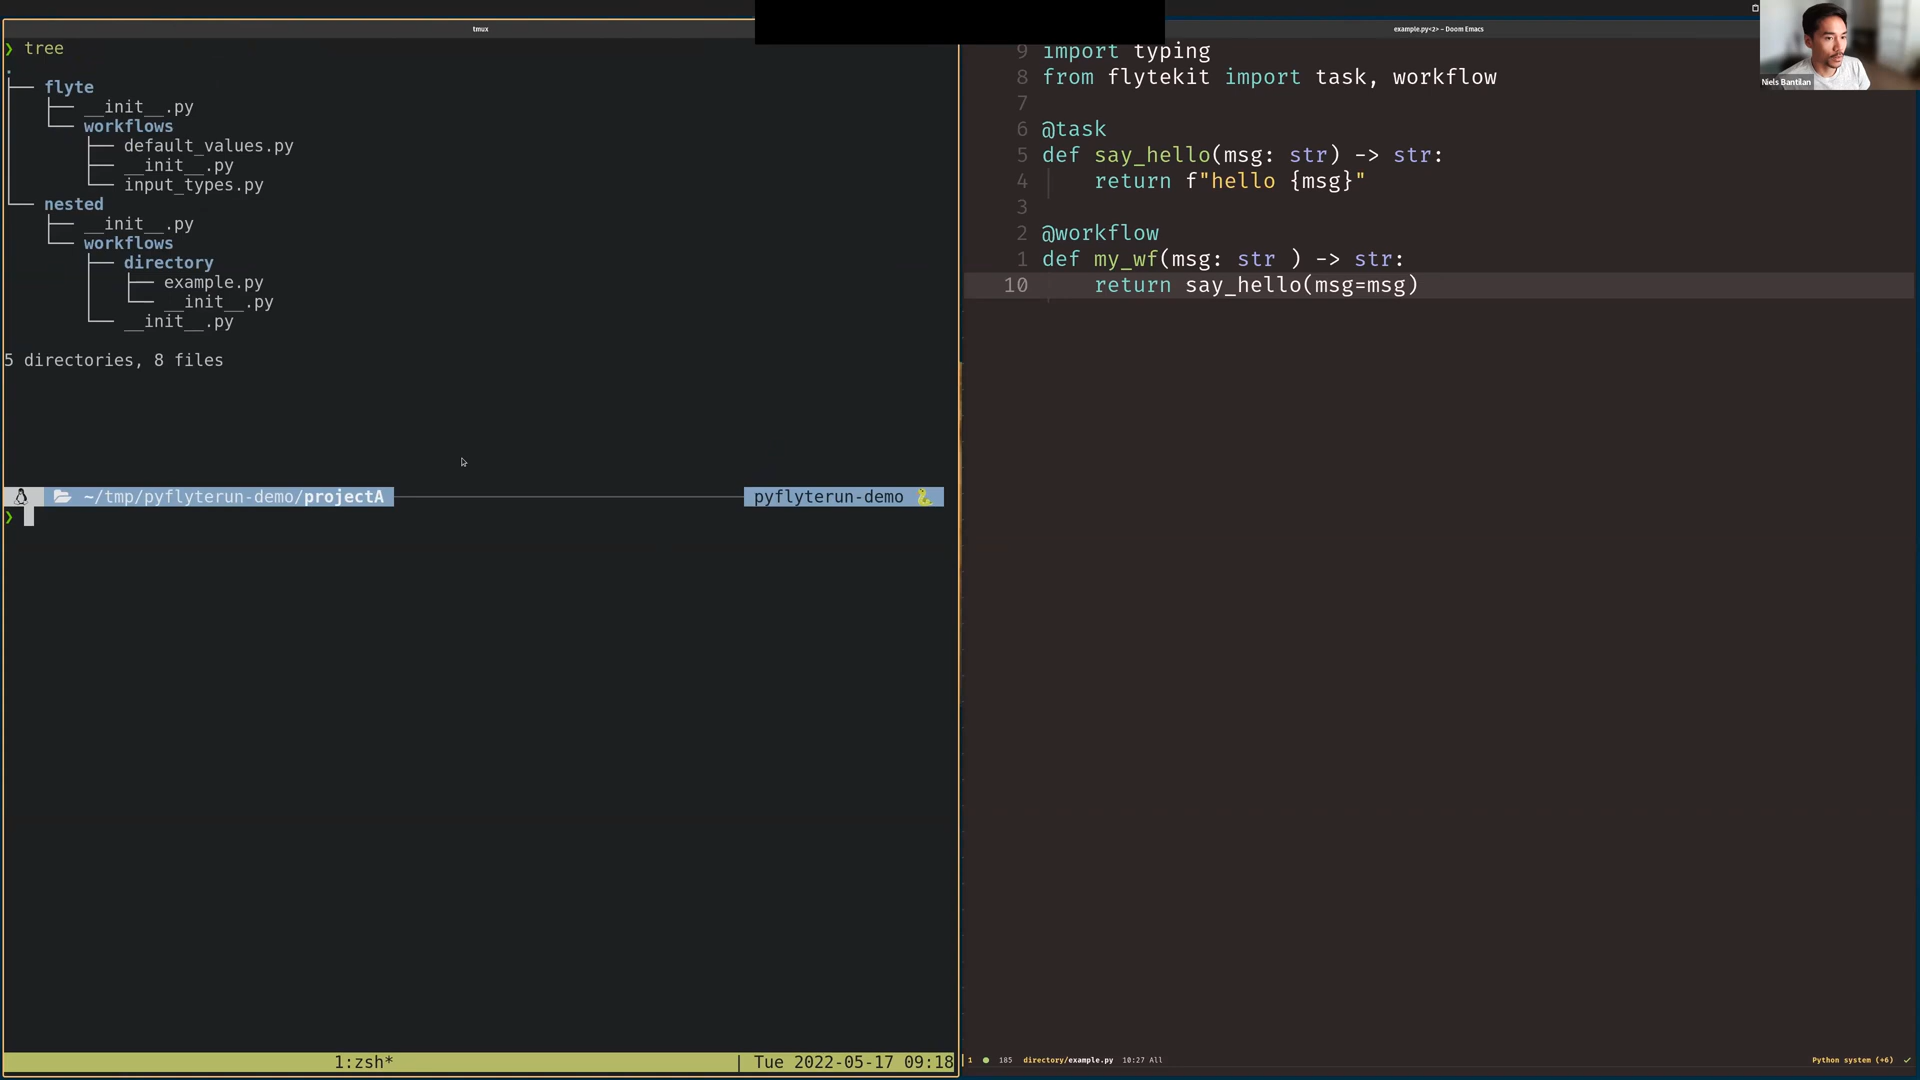 tmux
❯ tree
.
├── flyte
│   ├── __init__.py
│   └── workflows
│       ├── default_values.py
│       ├── __init__.py
│       └── input_types.py
└── nested
    ├── __init__.py
    └── workflows
        ├── directory
        │   ├── example.py
        │   └── __init__.py
        └── __init__.py
5 directories, 8 files
~/tmp/pyflyterun-demo/projectA
pyflyterun-demo
❯
1:zsh*
| Tue 2022-05-17 09:18
example.py<2> – Doom Emacs
9 import typing
8 from flytekit import task, workflow
7
6 @task
5 def say_hello(msg: str) -> str:
4     return f"hello {msg}"
3
2 @workflow
1 def my_wf(msg: str ) -> str:
10     return say_hello(msg=msg)
1 ● 185 directory/example.py 10:27 All
Python system (+6) ✓
Niels Bantilan